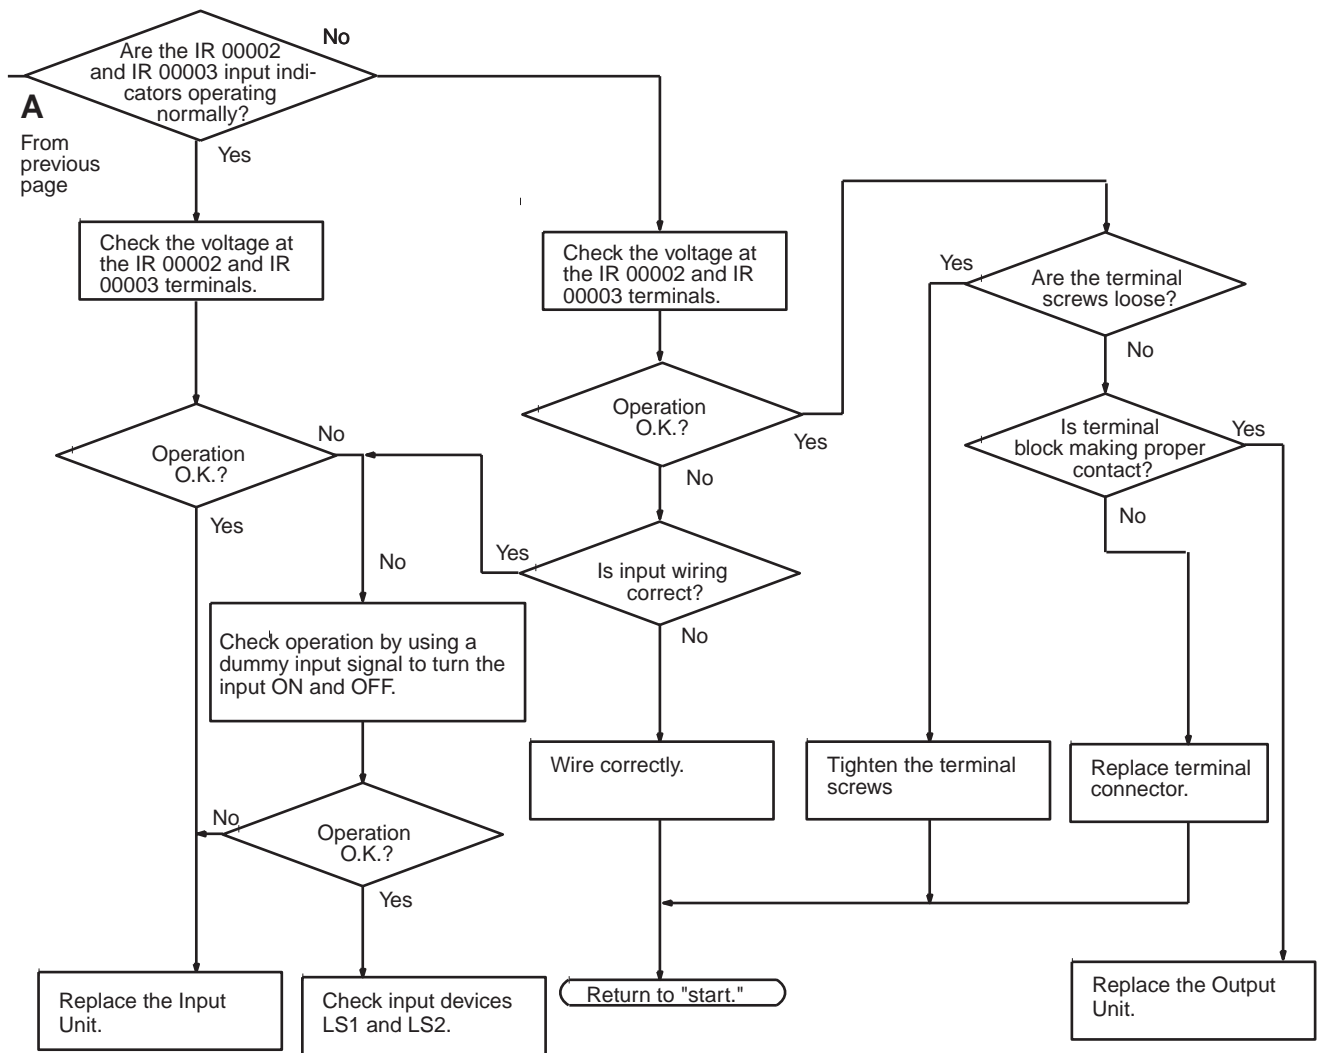 Are the IR 00002
and IR 00003 input indi-
cators operating
normally?
No
A
From
previous
page
Yes
Check the voltage at
the IR 00002 and IR
00003 terminals.
Check the voltage at
the IR 00002 and IR
00003 terminals.
Yes
Are the terminal
screws loose?
No
Operation
O.K.?
No
Operation
O.K.?
Yes
Is terminal
block making proper
contact?
Yes
Yes
No
No
No
Yes
Is input wiring
correct?
No
Check operation by using a
dummy input signal to turn the
input ON and OFF.
Wire correctly.
Tighten the terminal
screws
Replace terminal
connector.
No
Operation
O.K.?
Yes
Replace the Input
Unit.
Check input devices
LS1 and LS2.
Return to "start."
Replace the Output
Unit.